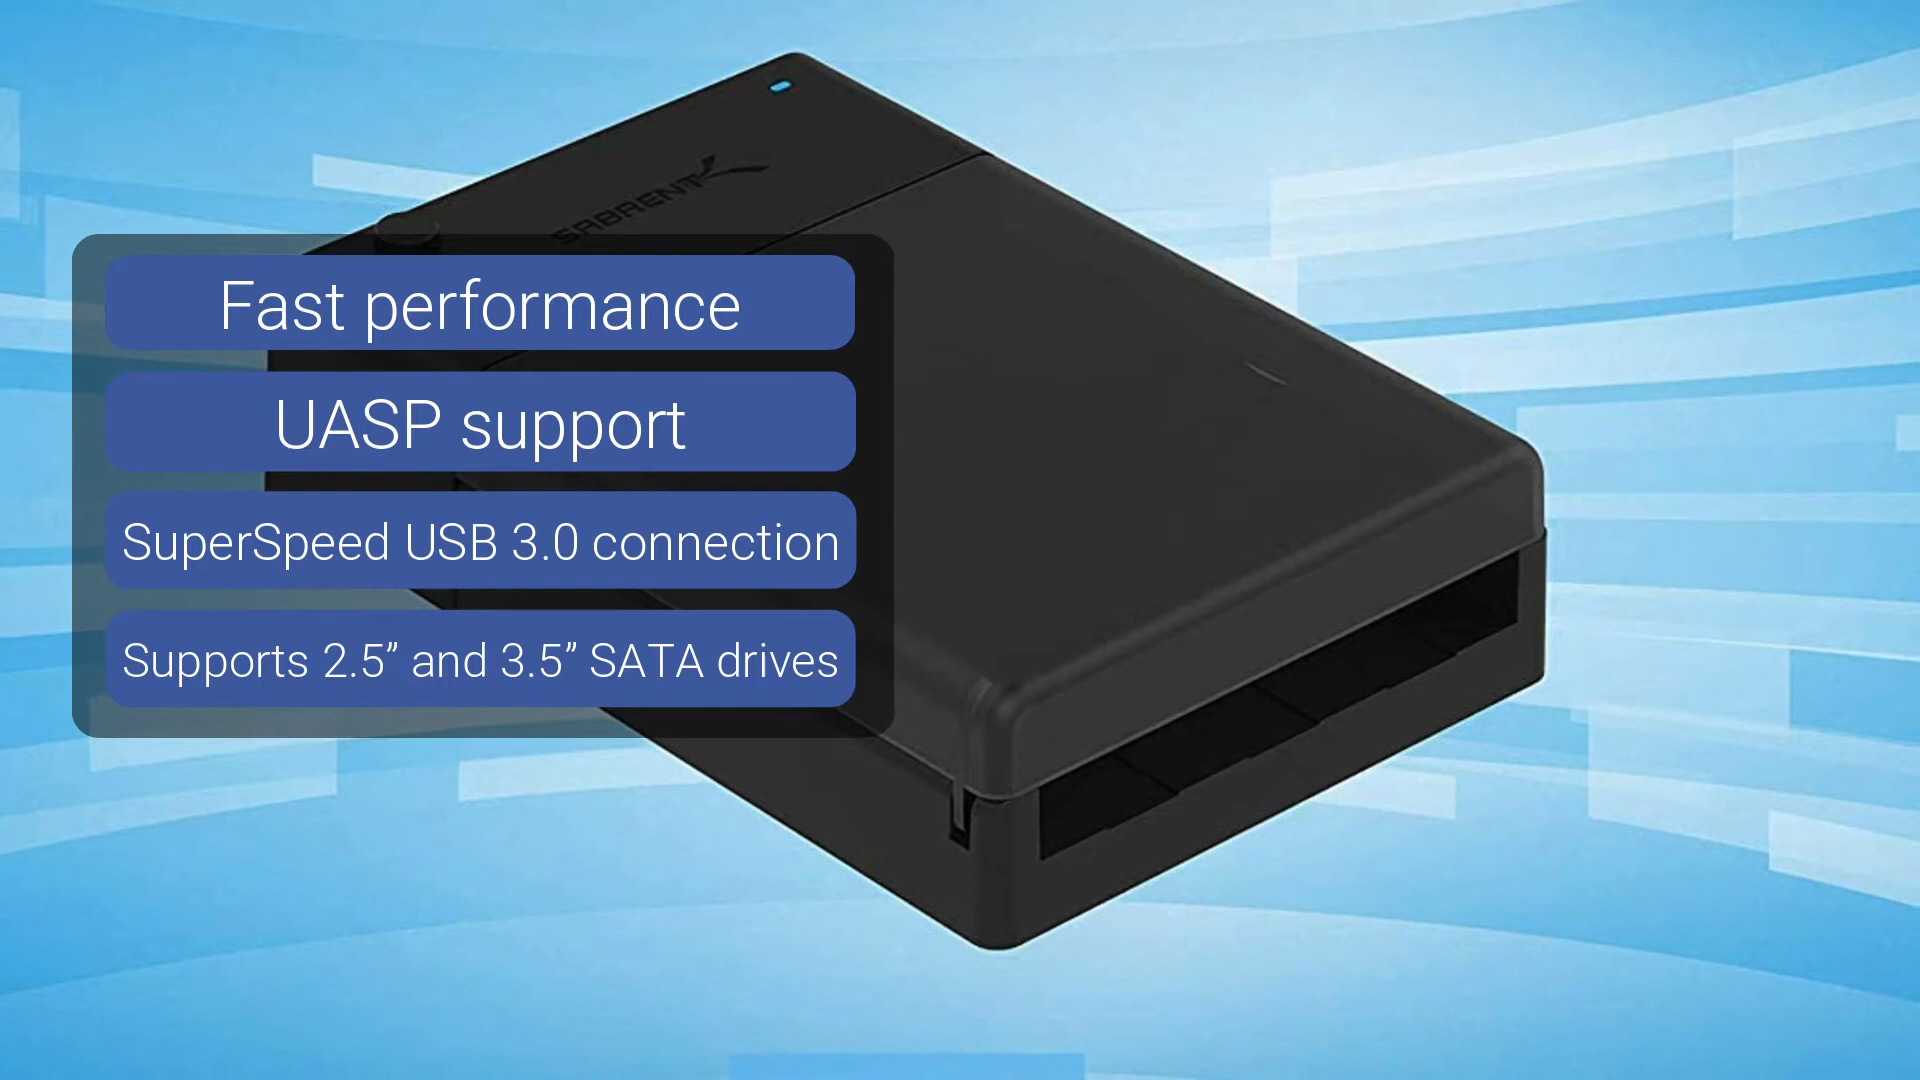 SABRENT
Fast performance
UASP support
SuperSpeed USB 3.0 connection
Supports 2.5” and 3.5” SATA drives